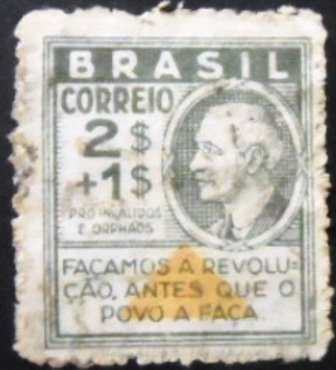 BRASIL
CORREIO
2$
+1$
PRO INVALIDOS
E ORPHÃOS
FAÇAMOS A REVOLU-
ÇÃO, ANTES QUE O
POVO A FAÇA